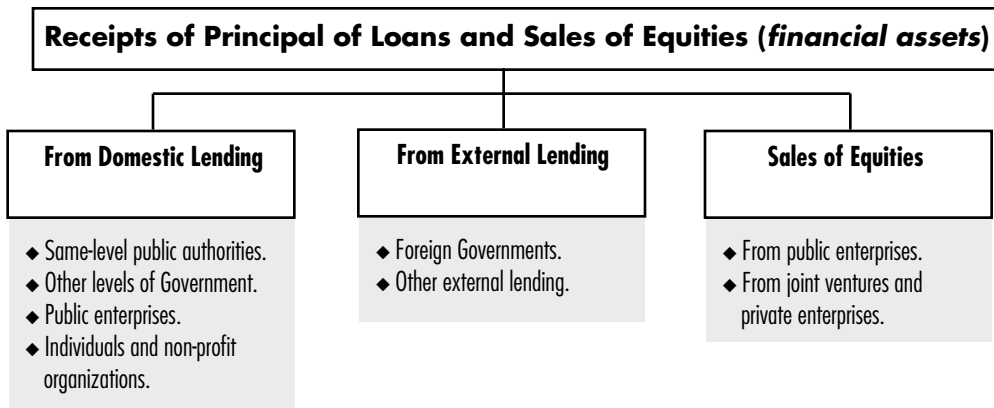 Receipts of Principal of Loans and Sales of Equities (financial assets)
From Domestic Lending
◆ Same-level public authorities.
◆ Other levels of Government.
◆ Public enterprises.
◆ Individuals and non-profit
organizations.
From External Lending
◆ Foreign Governments.
◆ Other external lending.
Sales of Equities
◆ From public enterprises.
◆ From joint ventures and
private enterprises.